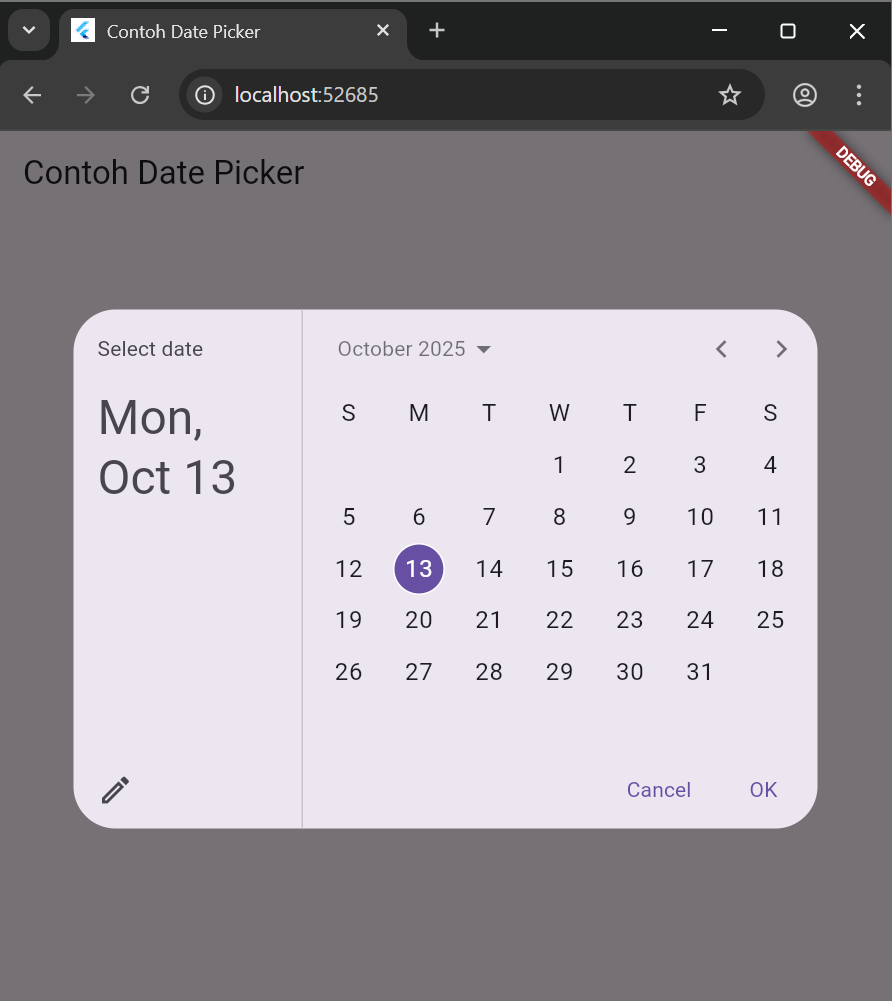 Contoh Date Picker
localhost:52685
Contoh Date Picker
DEBUG
Select date
Mon,
Oct 13
October 2025
S M T W T F S
1 2 3 4
5 6 7 8 9 10 11
12 13 14 15 16 17 18
19 20 21 22 23 24 25
26 27 28 29 30 31
Cancel OK